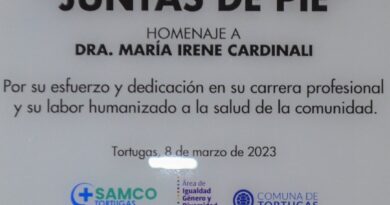 JUNTAS DE PIE
HOMENAJE A
DRA. MARÍA IRENE CARDINALI
Por su esfuerzo y dedicación en su carrera profesional
y su labor humanizado a la salud de la comunidad.
Tortugas, 8 de marzo de 2023
SAMCO
TORTUGAS
Área de
Igualdad
Género y
Diversidad
COMUNA DE
TORTUGAS